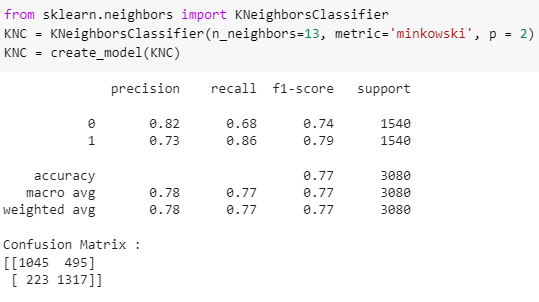 from sklearn.neighbors import KNeighborsClassifier
KNC = KNeighborsClassifier(n_neighbors=13, metric='minkowski', p = 2)
KNC = create_model(KNC)
precision recall f1-score support
0 0.82 0.68 0.74 1540
1 0.73 0.86 0.79 1540
accuracy 0.77 3080
macro avg 0.78 0.77 0.77 3080
weighted avg 0.78 0.77 0.77 3080
Confusion Matrix :
[[1045 495]
[ 223 1317]]